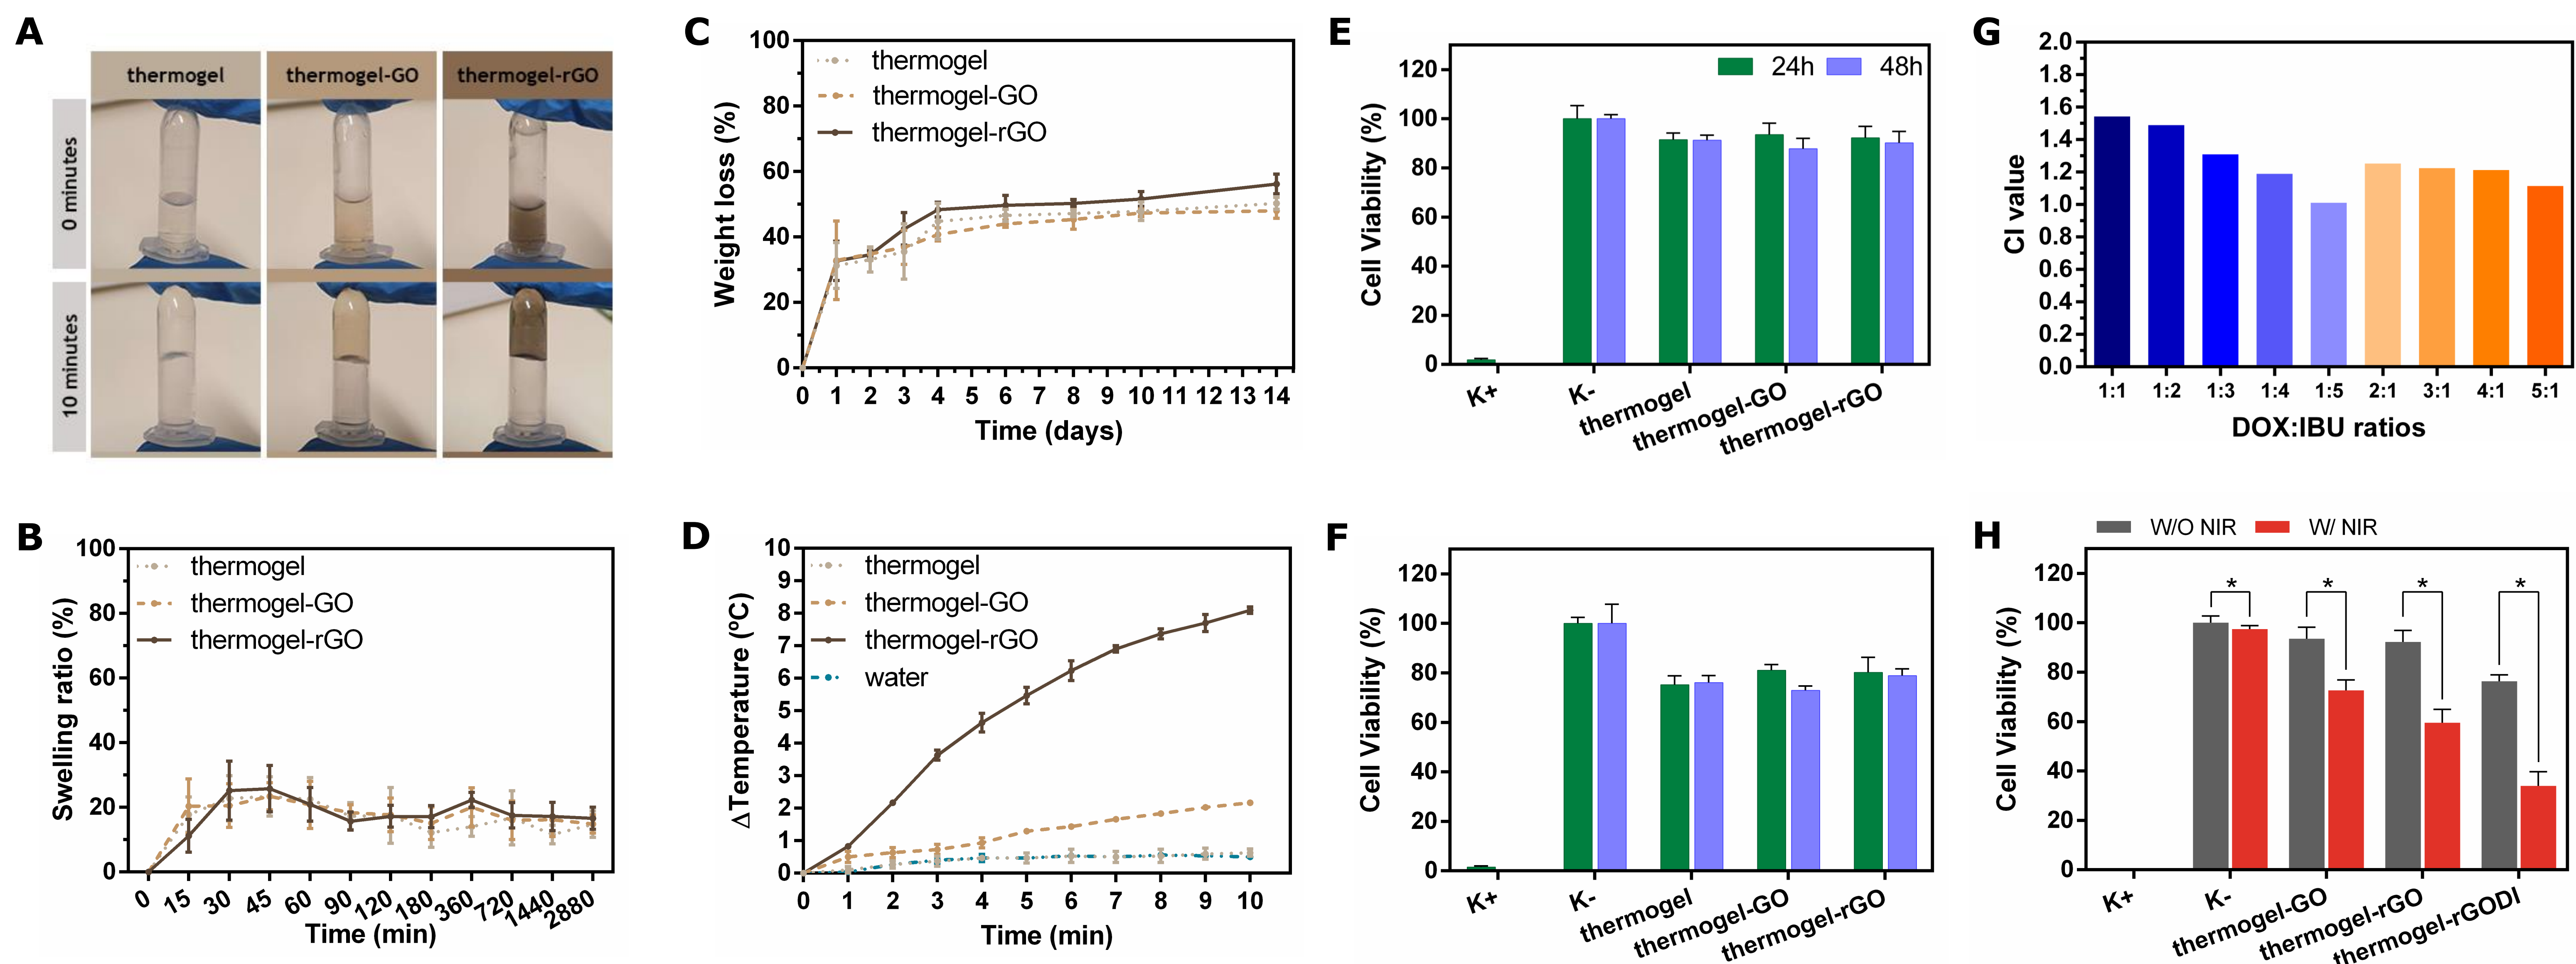 A
thermogel
thermogel-GO
thermogel-rGO
0 minutes
10 minutes
B
100
80
60
40
20
0
Swelling ratio (%)
thermogel
thermogel-GO
thermogel-rGO
0 15 30 45 60 90 120 180 360 720 1440 2880
Time (min)
C
100
80
60
40
20
0
Weight loss (%)
thermogel
thermogel-GO
thermogel-rGO
0 1 2 3 4 5 6 7 8 9 10 11 12 13 14
Time (days)
D
10
9
8
7
6
5
4
3
2
1
0
ΔTemperature (ºC)
thermogel
thermogel-GO
thermogel-rGO
water
0 1 2 3 4 5 6 7 8 9 10
Time (min)
E
120
100
80
60
40
20
0
Cell Viability (%)
24h 48h
K+ K- thermogel thermogel-GO thermogel-rGO
F
120
100
80
60
40
20
0
Cell Viability (%)
K+ K- thermogel thermogel-GO thermogel-rGO
G
2.0
1.8
1.6
1.4
1.2
1.0
0.8
0.6
0.4
0.2
0.0
CI value
1:1 1:2 1:3 1:4 1:5 2:1 3:1 4:1 5:1
DOX:IBU ratios
H
W/O NIR W/ NIR
120
100
80
60
40
20
0
Cell Viability (%)
* * * *
K+ K- thermogel-GO thermogel-rGO thermogel-rGODI